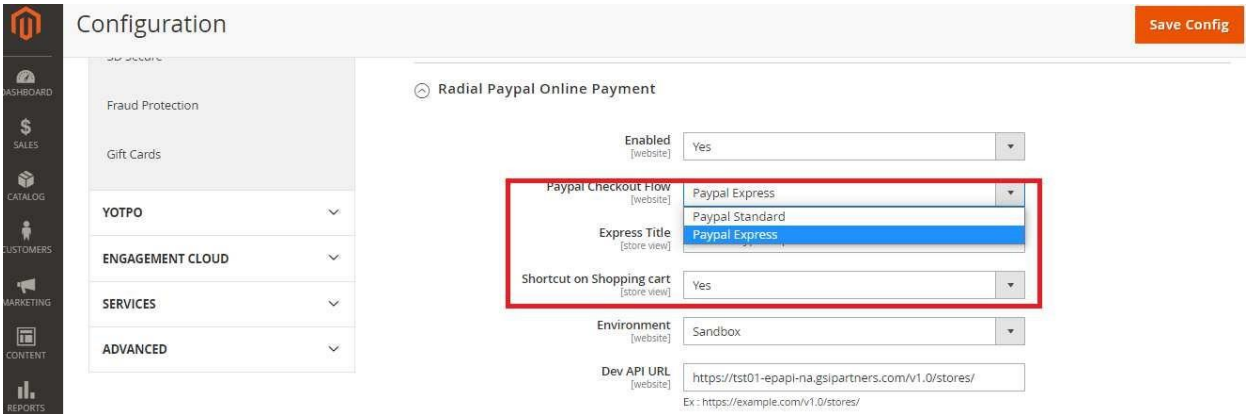 Configuration
Save Config
DASHBOARD
SALES
CATALOG
CUSTOMERS
MARKETING
CONTENT
REPORTS
3D Secure
Fraud Protection
Gift Cards
YOTPO
ENGAGEMENT CLOUD
SERVICES
ADVANCED
Radial Paypal Online Payment
Enabled
[website]
Yes
Paypal Checkout Flow
[website]
Paypal Express
Paypal Standard
Paypal Express
Express Title
[store view]
Shortcut on Shopping cart
[store view]
Yes
Environment
[website]
Sandbox
Dev API URL
[website]
https://tst01-epapi-na.gsipartners.com/v1.0/stores/
Ex : https://example.com/v1.0/stores/